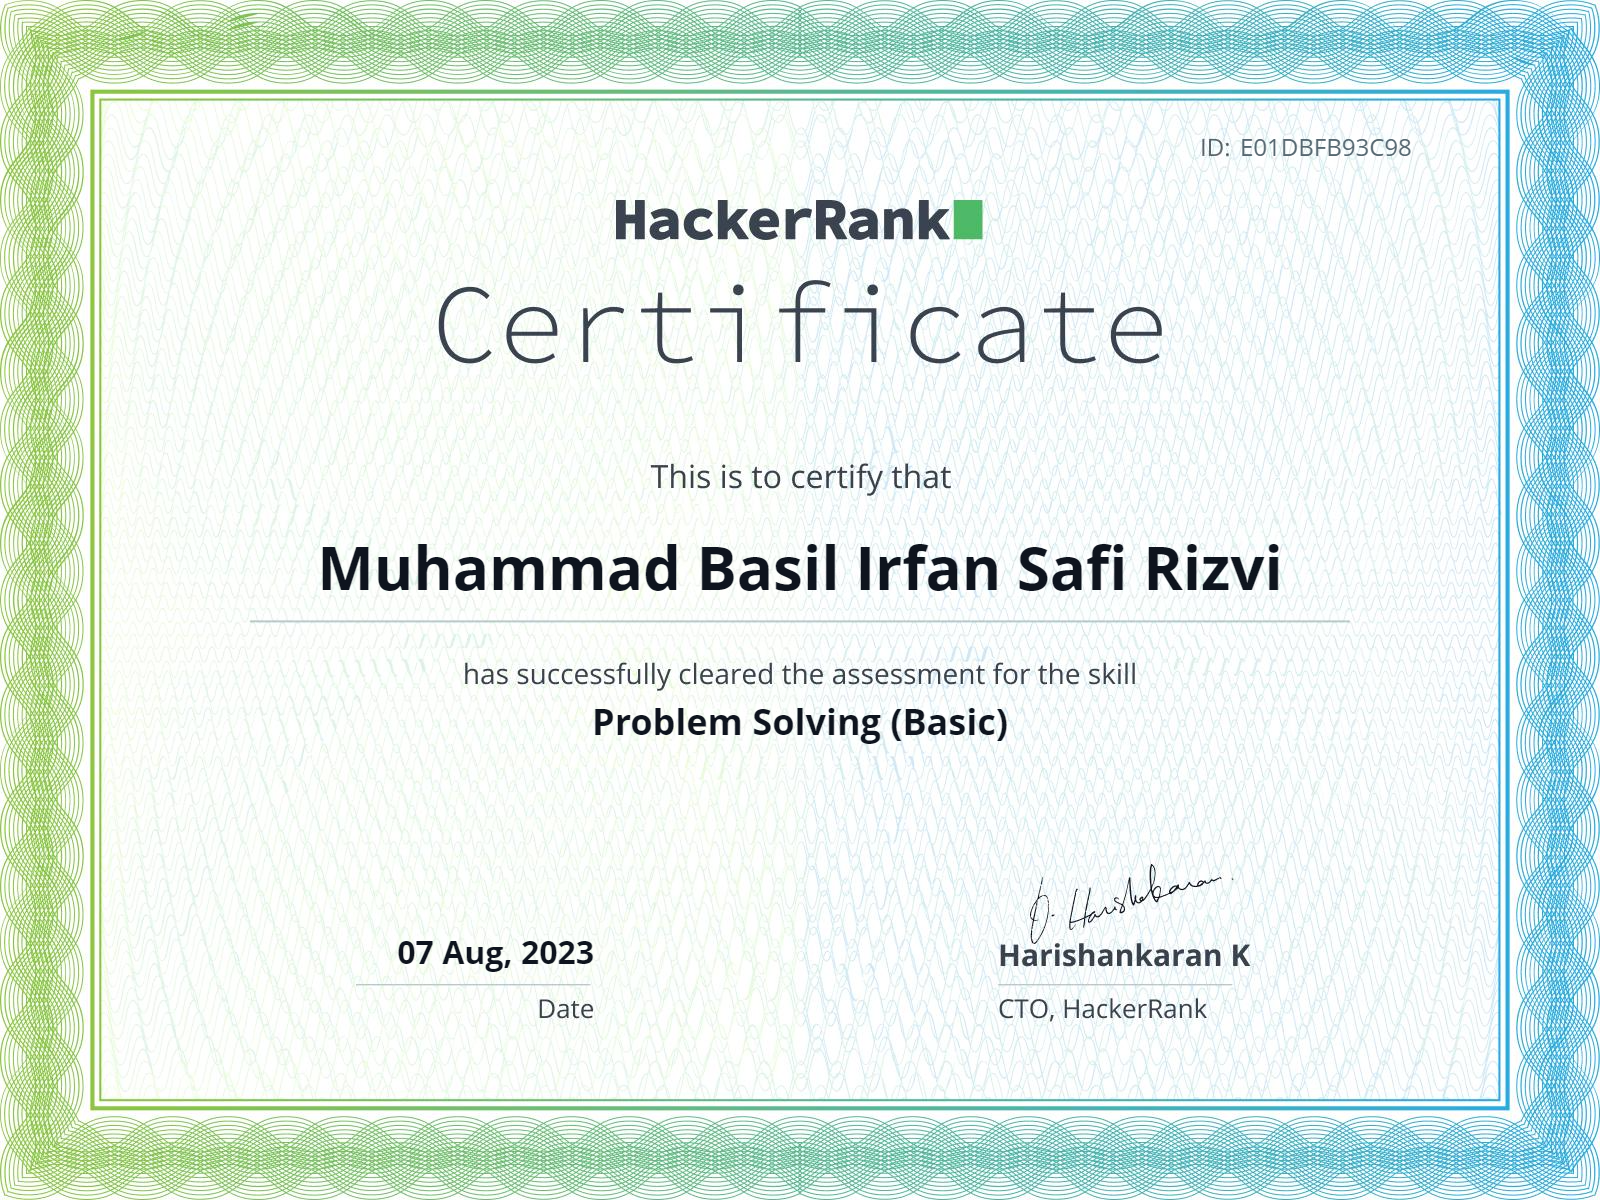 ID: E01DBFB93C98
HackerRank
Certificate
This is to certify that
Muhammad Basil Irfan Safi Rizvi
has successfully cleared the assessment for the skill
Problem Solving (Basic)
07 Aug, 2023
Date
Harishankaran K
CTO, HackerRank